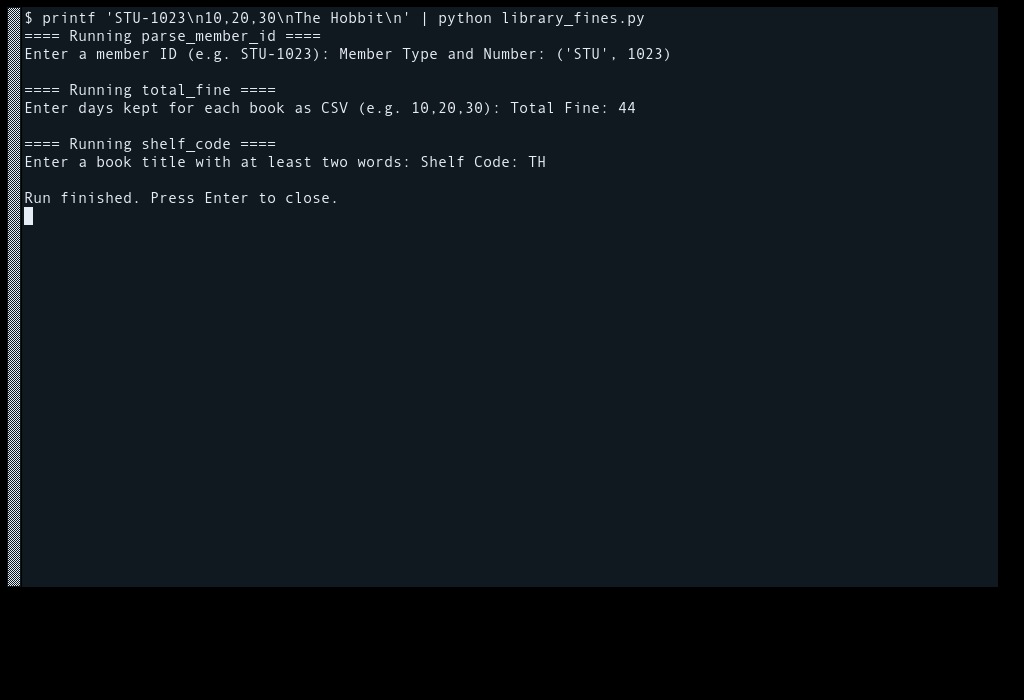 $ printf 'STU-1023\n10,20,30\nThe Hobbit\n' | python library_fines.py
==== Running parse_member_id ====
Enter a member ID (e.g. STU-1023): Member Type and Number: ('STU', 1023)
==== Running total_fine ====
Enter days kept for each book as CSV (e.g. 10,20,30): Total Fine: 44
==== Running shelf_code ====
Enter a book title with at least two words: Shelf Code: TH
Run finished. Press Enter to close.